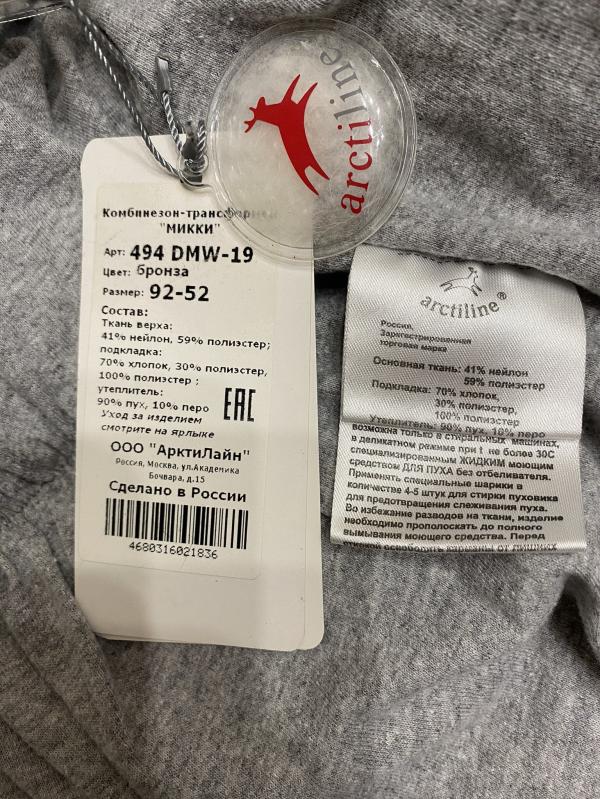 arctiline
Комбинезон-трансформер
"МИККИ"
Арт: 494 DMW-19
Цвет: бронза
Размер: 92-52
Состав:
Ткань верха:
41% нейлон, 59% полиэстер;
подкладка:
70% хлопок, 30% полиэстер,
100% полиэстер ;
утеплитель:
90% пух, 10% перо
Уход за изделием
смотрите на ярлыке
EAC
ООО "АрктиЛайн"
Россия, Москва, ул.Академика
Бочвара, д.15
Сделано в России
4680316021836
arctiline®
Россия,
Зарегистрированная
торговая марка
Основная ткань: 41% нейлон
59% полиэстер
Подкладка: 70% хлопок,
30% полиэстер,
100% полиэстер
Утеплитель: 90% пух, 10% перо
возможна только в стиральных машинах,
в деликатном режиме при t не более 30С
специализированным ЖИДКИМ моющим
средством ДЛЯ ПУХА без отбеливателя.
Применять специальные шарики в
количестве 4-5 штук для стирки пуховика
для предотвращения слеживания пуха.
Во избежание разводов на ткани, изделие
необходимо прополоскать до полного
вымывания моющего средства. Перед
стиркой освободить карманы от лишних